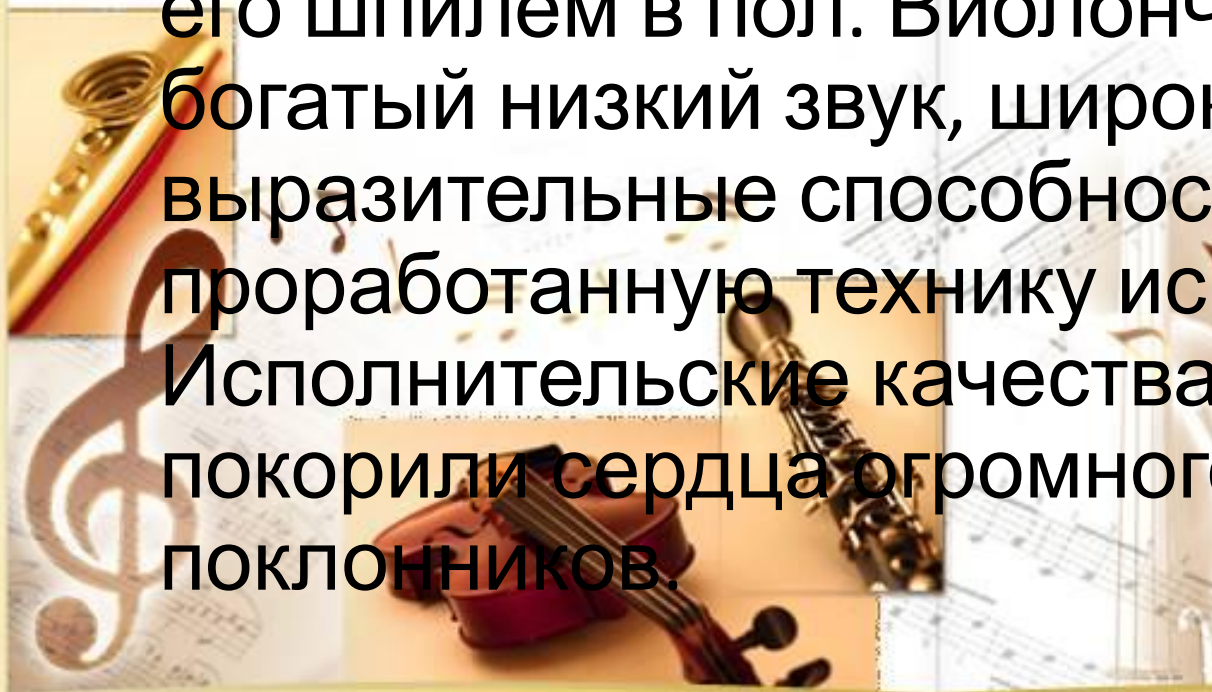 его шпилем в пол. Виолонч
богатый низкий звук, широк
выразительные способнос
проработанную технику ис
Исполнительские качества
покорили сердца огромного
поклонников.